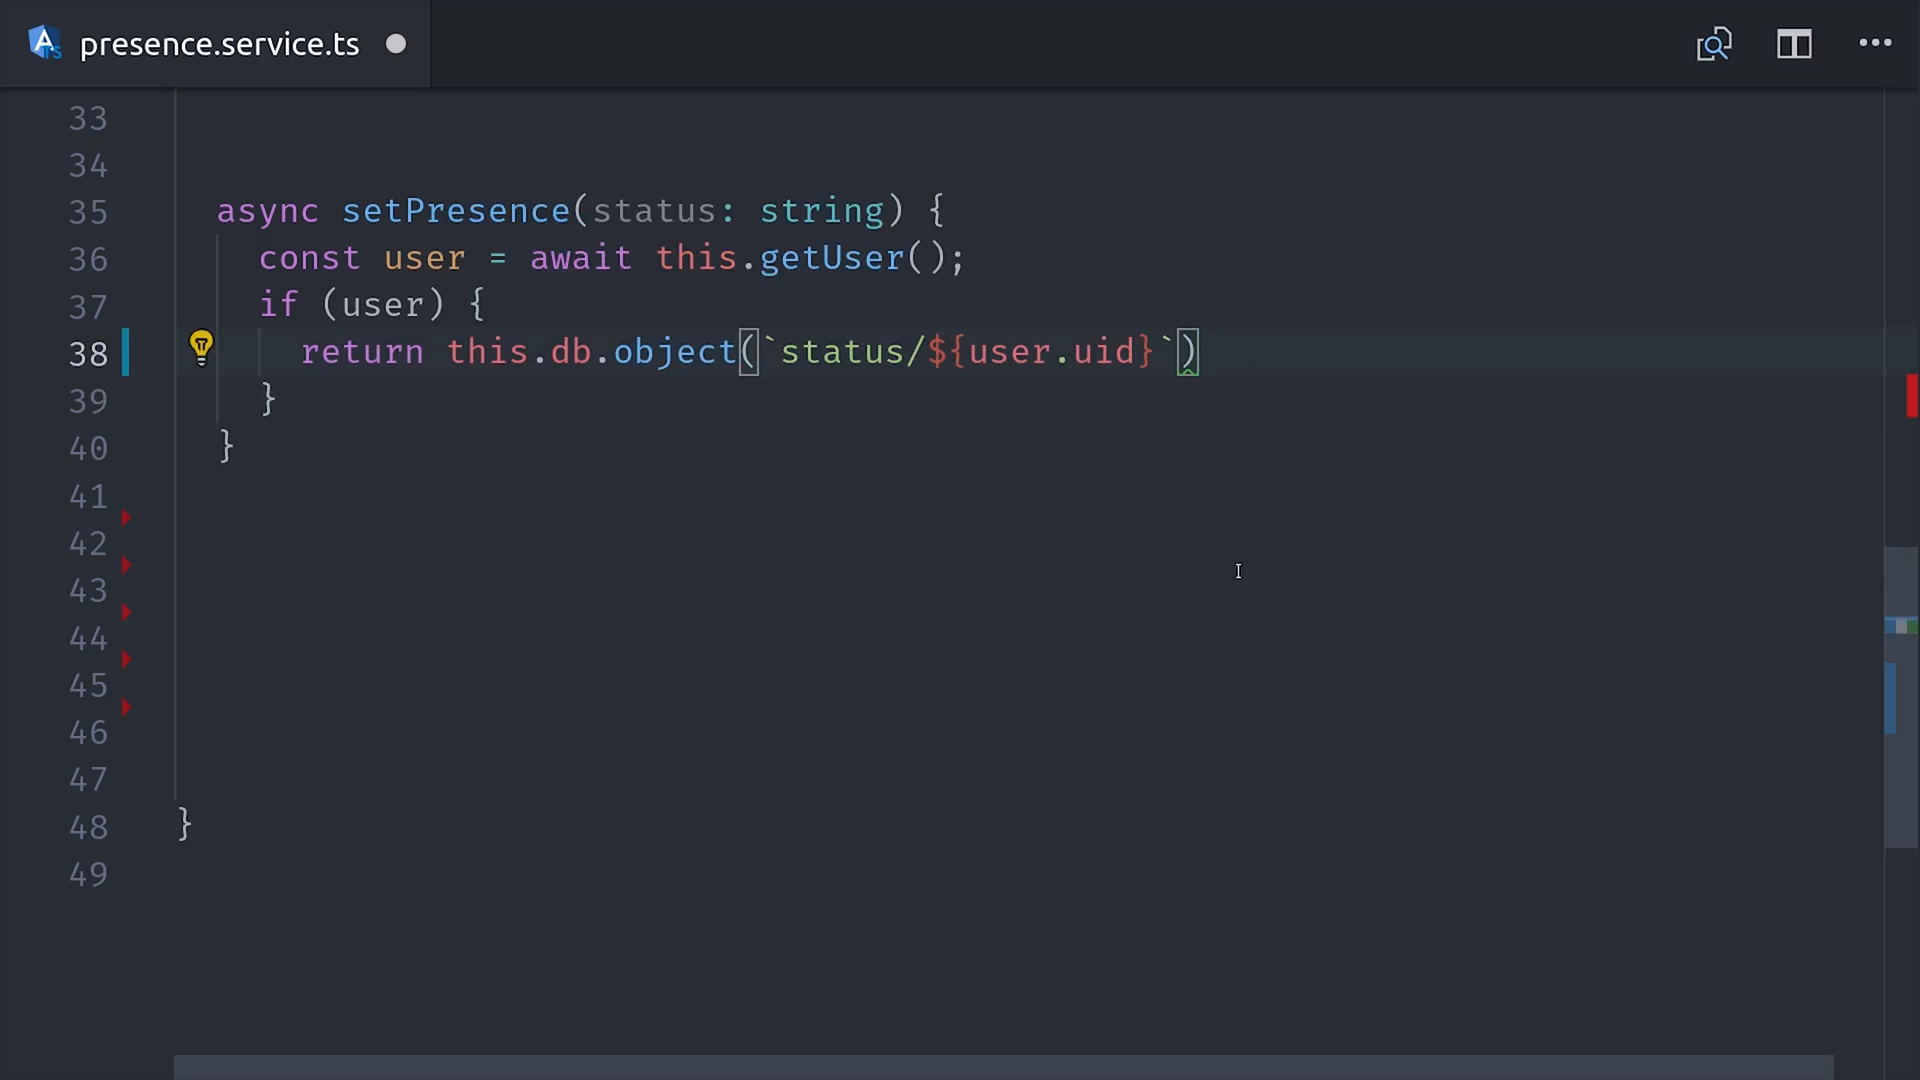 presence.service.ts
33
34
35 async setPresence(status: string) {
36 const user = await this.getUser();
37 if (user) {
38 return this.db.object(`status/${user.uid}`)
39 }
40 }
41
42
43
44
45
46
47
48 }
49